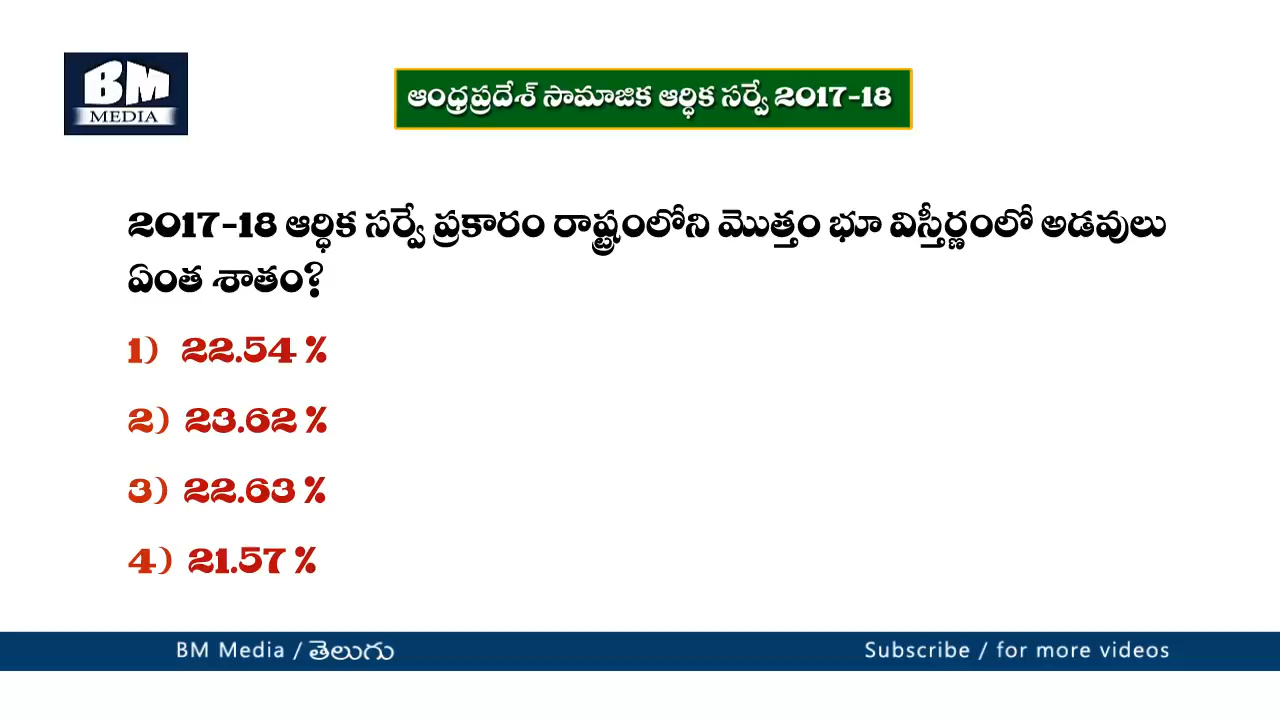 BM
MEDIA
ఆంధ్రప్రదేశ్ సామాజిక ఆర్ధిక సర్వే 2017-18
2017-18 ఆర్ధిక సర్వే ప్రకారం రాష్ట్రంలోని మొత్తం భూ విస్తీర్ణంలో అడవులు
ఏంత శాతం?
1) 22.54 %
2) 23.62 %
3) 22.63 %
4) 21.57 %
BM Media / తెలుగు
Subscribe / for more videos